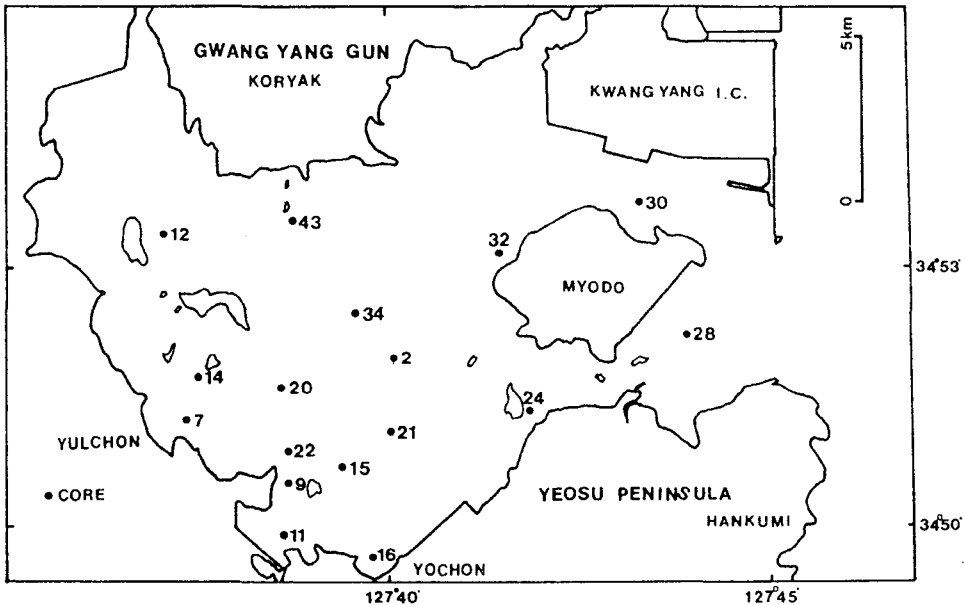 GWANG YANG GUN
KORYAK
KWANGYANG I.C.
5km
0
30
12
43
32
34°53'
MYODO
34
28
2
14
20
24
7
21
YULCHON
22
15
9
CORE
YEOSU PENINSULA
HANKUMI
34°50'
11
16
YOCHON
127°40'
127°45'